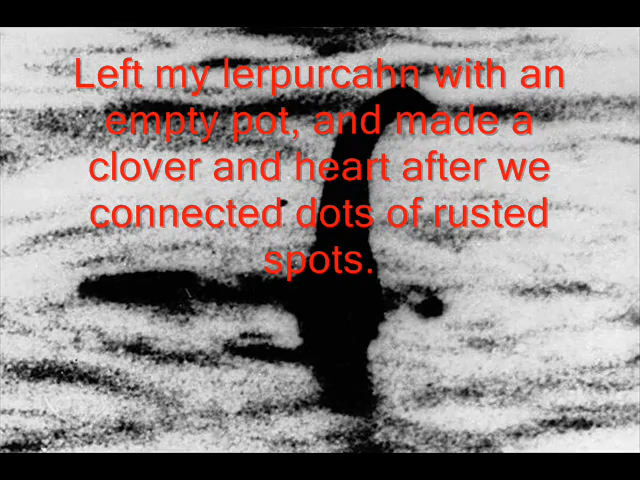 Left my lerpurcahn with an
empty pot, and made a
clover and heart after we
connected dots of rusted
spots.